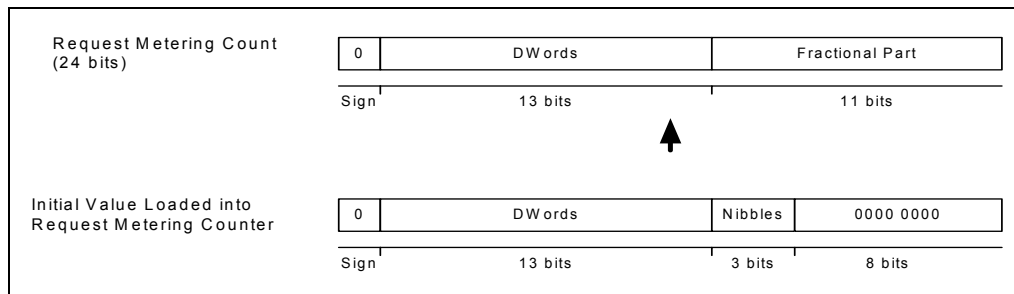 Request Metering Count
(24 bits)
0 DWords Fractional Part
Sign 13 bits 11 bits
Initial Value Loaded into
Request Metering Counter
0 DWords Nibbles 0000 0000
Sign 13 bits 3 bits 8 bits